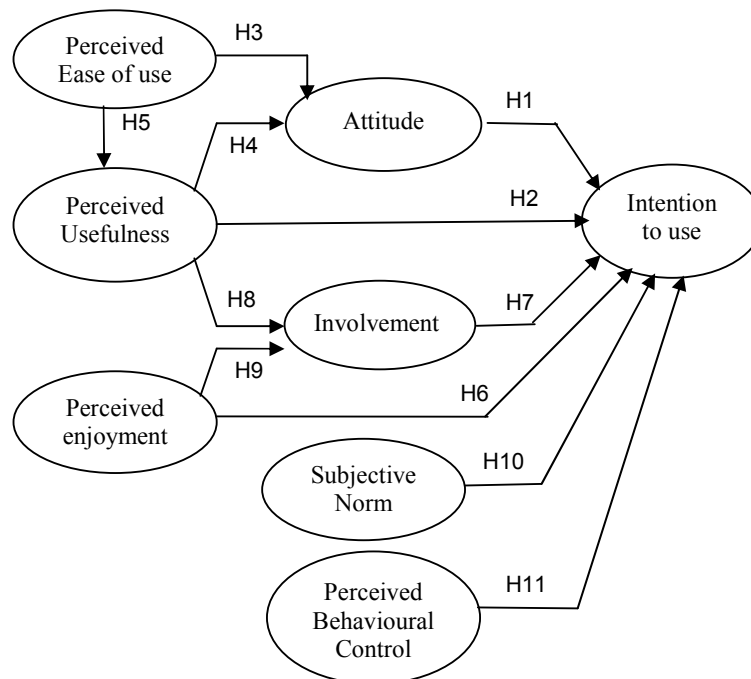 Perceived
Ease of use
H3
H5
H4
Attitude
H1
Perceived
Usefulness
H2
Intention
to use
H8
Involvement
H7
H9
Perceived
enjoyment
H6
Subjective
Norm
H10
Perceived
Behavioural
Control
H11